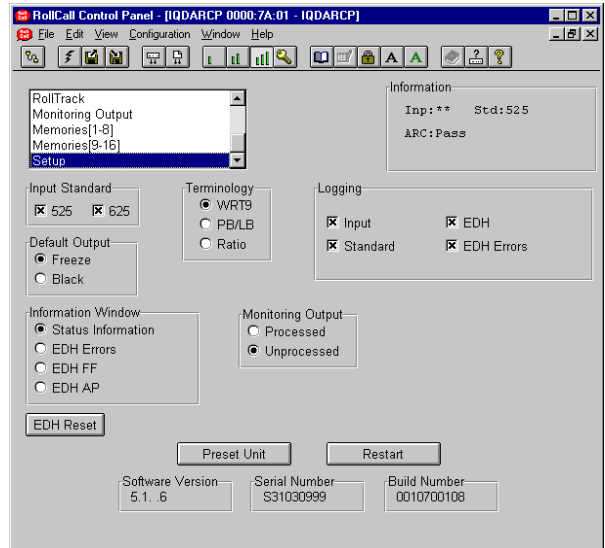 RollCall Control Panel - [IQDARCP 0000:7A:01 - IQDARCP]
File Edit View Configuration Window Help
A A
RollTrack
Monitoring Output
Memories[1-8]
Memories[9-16]
Setup
Information
Inp:** Std:525
ARC:Pass
Input Standard
525 625
Terminology
WRT9
PB/LB
Ratio
Logging
Input EDH
Standard EDH Errors
Default Output
Freeze
Black
Information Window
Status Information
EDH Errors
EDH FF
EDH AP
Monitoring Output
Processed
Unprocessed
EDH Reset
Preset Unit Restart
Software Version
5.1. .6
Serial Number
S31030999
Build Number
0010700108